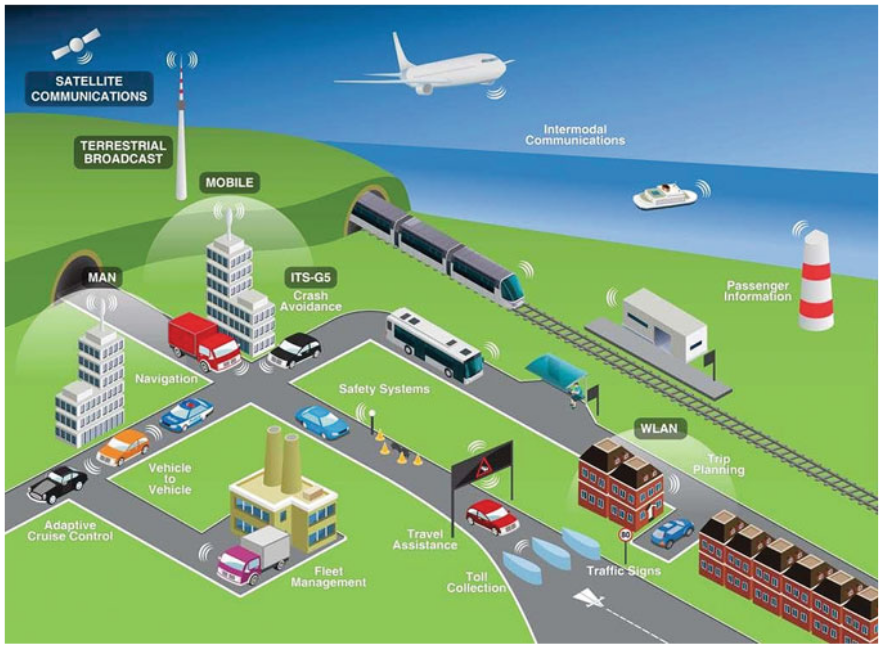 SATELLITE
COMMUNICATIONS
TERRESTRIAL
BROADCAST
Intermodal
Communications
MOBILE
MAN
ITS-G5
Crash
Avoidance
Passenger
Information
Navigation
Safety Systems
WLAN
Trip
Planning
Vehicle
to
Vehicle
Adaptive
Cruise Control
Travel
Assistance
Fleet
Management
Toll
Collection
80
Traffic Signs